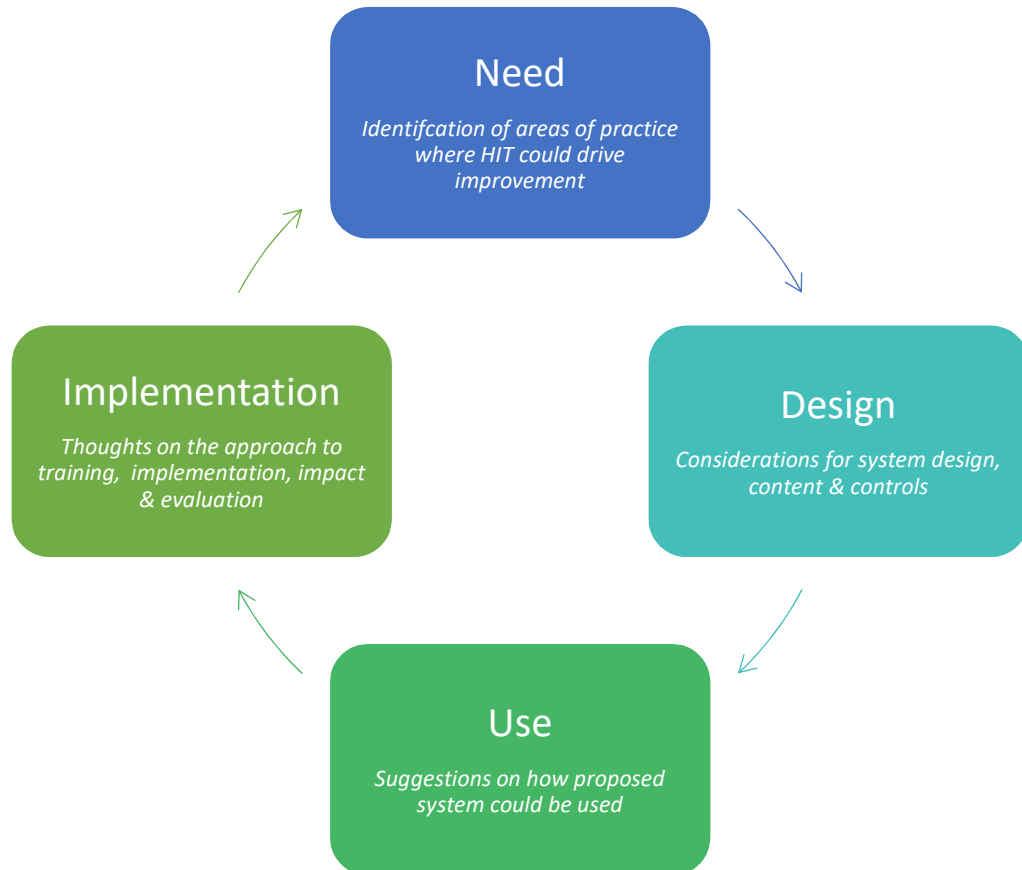 Need
Identifcation of areas of practice
where HIT could drive
improvement
Implementation
Thoughts on the approach to
training,  implementation, impact
& evaluation
Design
Considerations for system design,
content & controls
Use
Suggestions on how proposed
system could be used